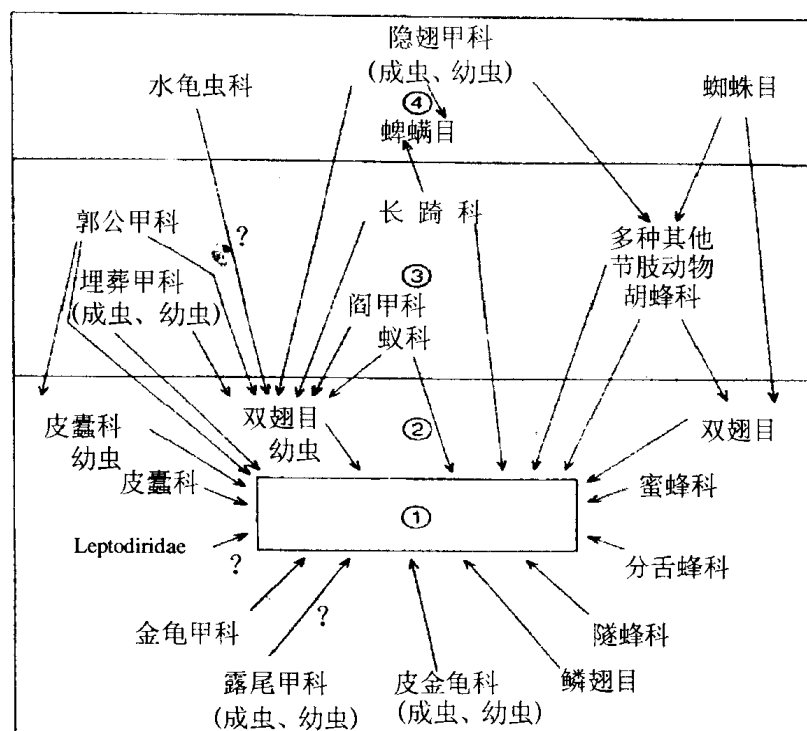 隐翅甲科
(成虫、幼虫)
水龟虫科
蜘蛛目
④
蜱螨目
长踦科
郭公甲科
?
多种其他
节肢动物
胡蜂科
埋葬甲科
(成虫、幼虫)
③
阎甲科
蚁科
双翅目
幼虫
②
皮蠹科
幼虫
双翅目
皮蠹科
蜜蜂科
①
Leptodiridae
?
分舌蜂科
金龟甲科
?
隧蜂科
露尾甲科
(成虫、幼虫)
皮金龟科
(成虫、幼虫)
鳞翅目